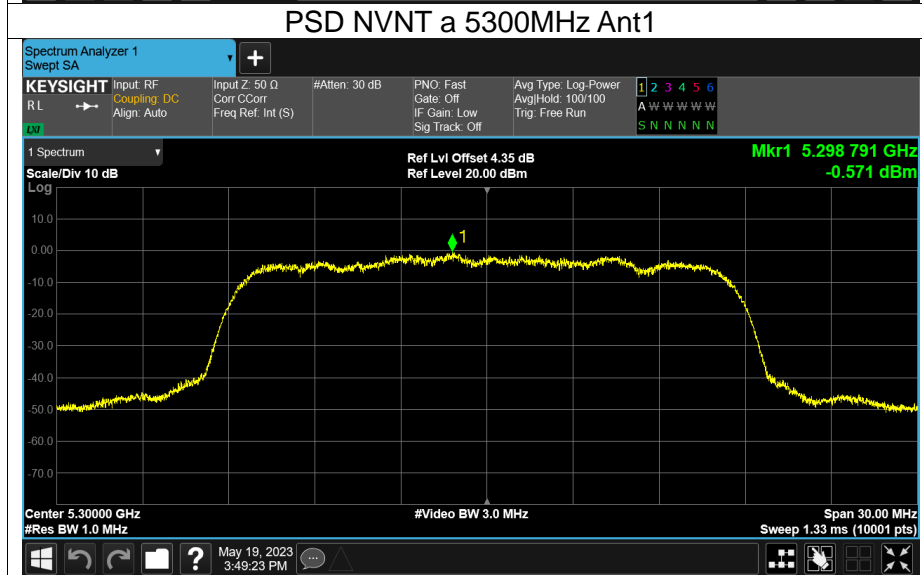 PSD NVNT a 5300MHz Ant1
Spectrum Analyzer 1
Swept SA
+
KEYSIGHT
R L
LXI
Input: RF
Coupling: DC
Align: Auto
Input Z: 50 Ω
Corr CCorr
Freq Ref: Int (S)
#Atten: 30 dB
PNO: Fast
Gate: Off
IF Gain: Low
Sig Track: Off
Avg Type: Log-Power
Avg|Hold: 100/100
Trig: Free Run
1 2 3 4 5 6
A W W W W W
S N N N N N
1 Spectrum
Scale/Div 10 dB
Ref Lvl Offset 4.35 dB
Ref Level 20.00 dBm
Mkr1 5.298 791 GHz
-0.571 dBm
Log
10.0
0.00
-10.0
-20.0
-30.0
-40.0
-50.0
-60.0
-70.0
1
Center 5.30000 GHz
#Res BW 1.0 MHz
#Video BW 3.0 MHz
Span 30.00 MHz
Sweep 1.33 ms (10001 pts)
?
May 19, 2023
3:49:23 PM